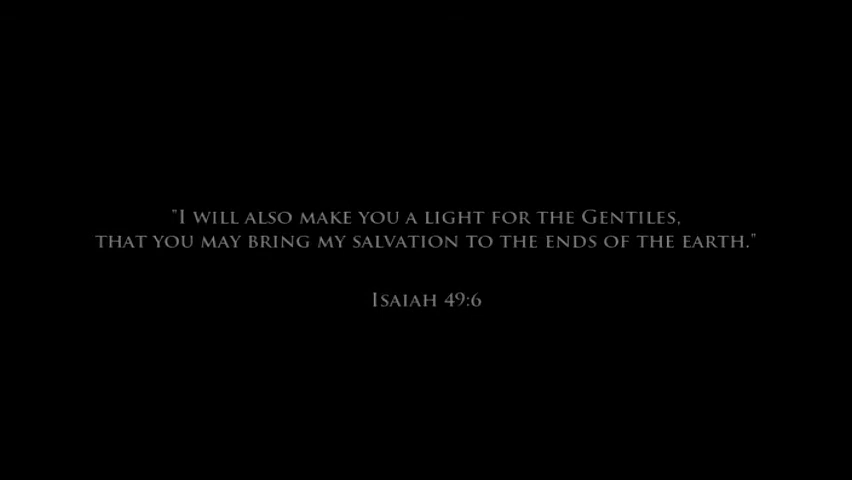 "I will also make you a light for the Gentiles,
that you may bring my salvation to the ends of the earth."
Isaiah 49:6